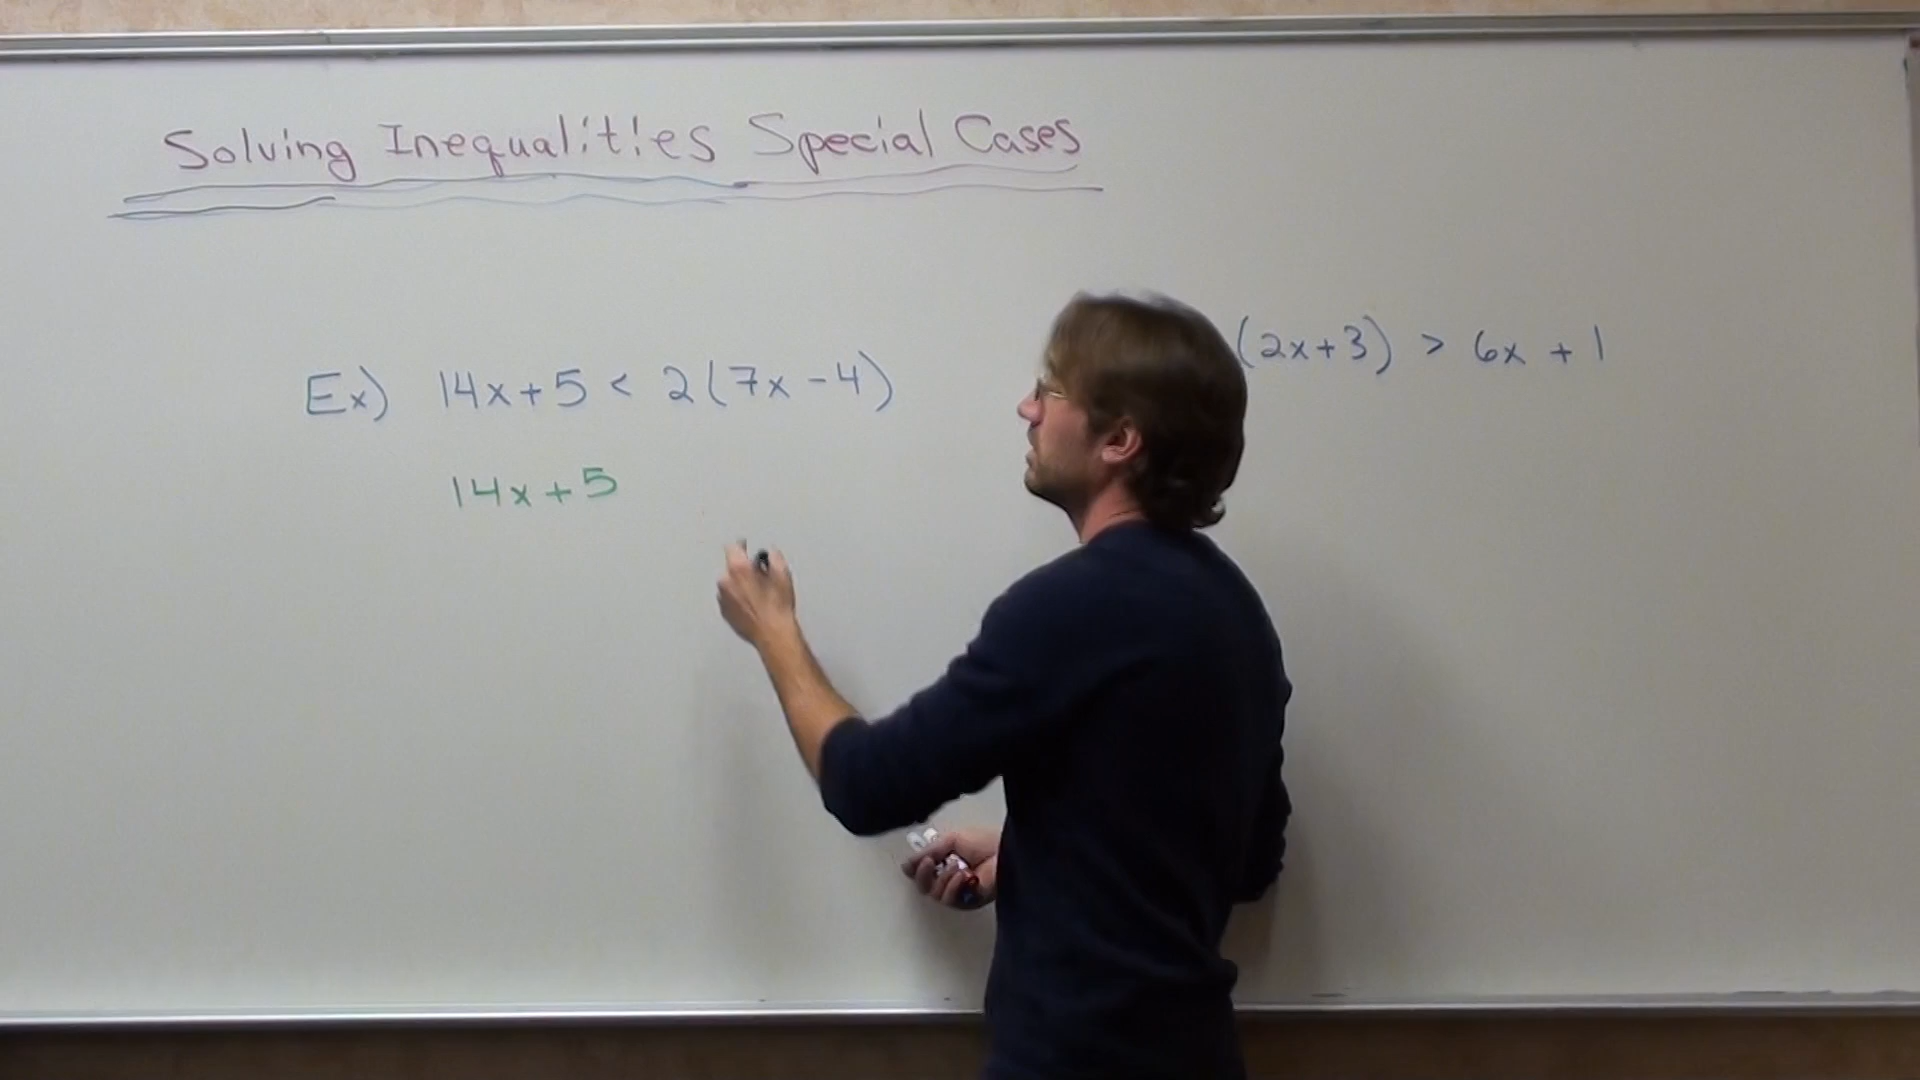 Solving Inequalities Special Cases
Ex) 14x+5 < 2(7x-4)
(2x+3) > 6x + 1
14x+5